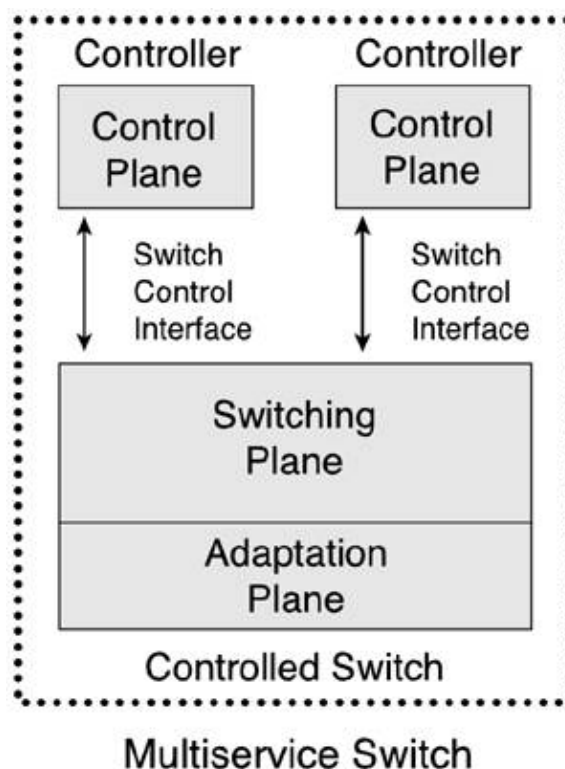 Controller
Controller
Control
Plane
Control
Plane
Switch
Control
Interface
Switch
Control
Interface
Switching
Plane
Adaptation
Plane
Controlled Switch
Multiservice Switch